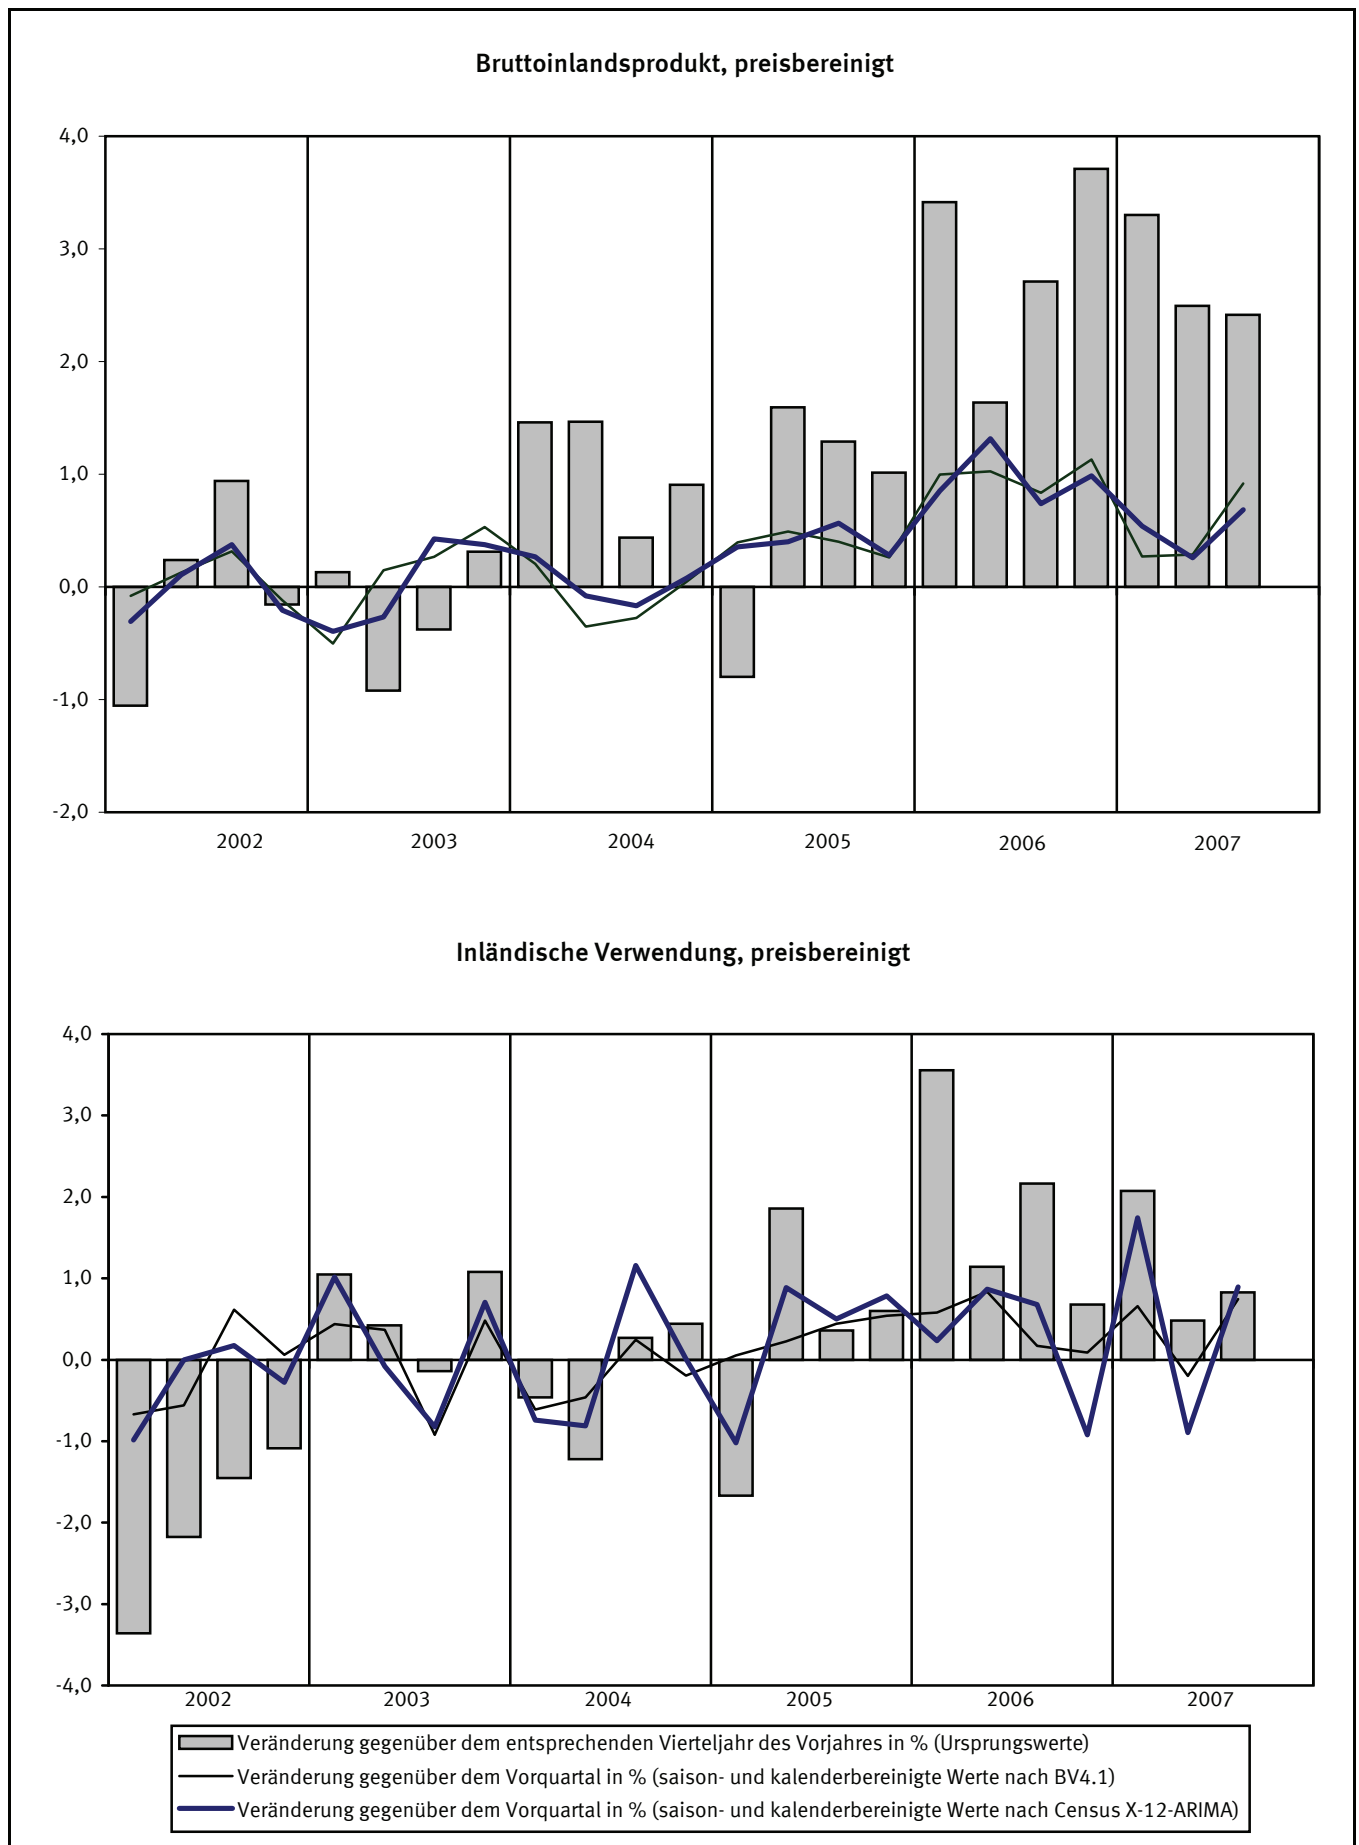 Bruttoinlandsprodukt, preisbereinigt
4,0
3,0
2,0
1,0
0,0
-1,0
-2,0
2002 2003 2004 2005 2006 2007
Inländische Verwendung, preisbereinigt
4,0
3,0
2,0
1,0
0,0
-1,0
-2,0
-3,0
-4,0
2002 2003 2004 2005 2006 2007
Veränderung gegenüber dem entsprechenden Vierteljahr des Vorjahres in % (Ursprungswerte)
Veränderung gegenüber dem Vorquartal in % (saison- und kalenderbereinigte Werte nach BV4.1)
Veränderung gegenüber dem Vorquartal in % (saison- und kalenderbereinigte Werte nach Census X-12-ARIMA)